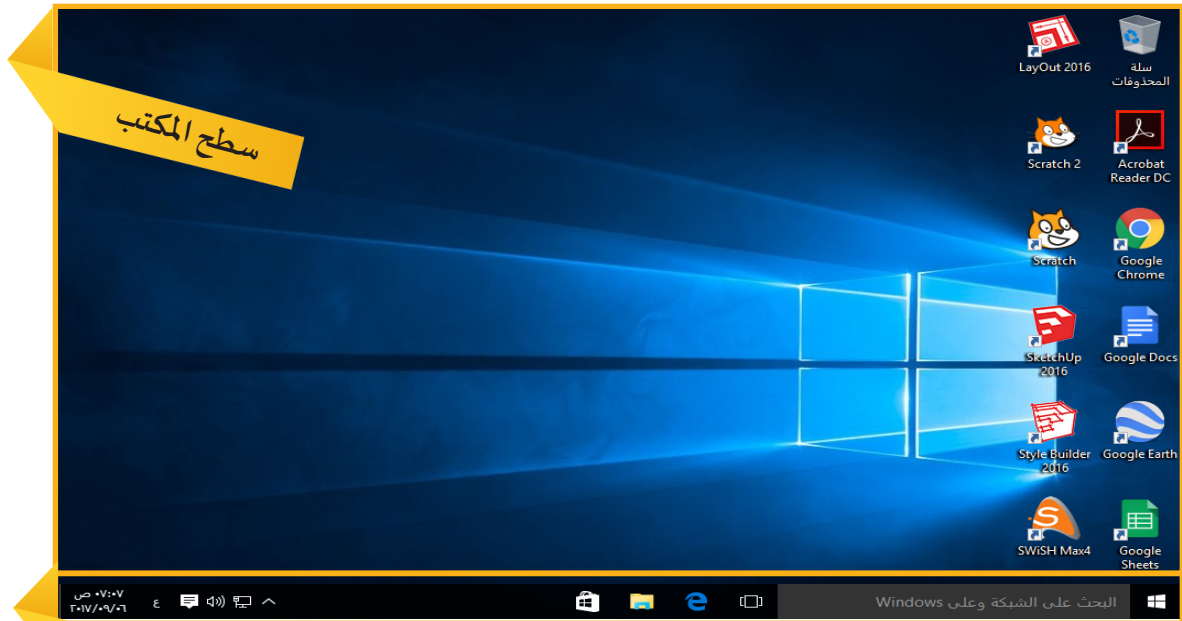 سطح المكتب
سلة
المحذوفات
LayOut 2016
Acrobat
Reader DC
Scratch 2
Google
Chrome
Scratch
Google Docs
SketchUp
2016
Google Earth
Style Builder
2016
Google
Sheets
SWiSH Max4
البحث على الشبكة وعلى Windows
ع
٠٧:٠٧ ص
٢٠١٧/٠٩/٠٦